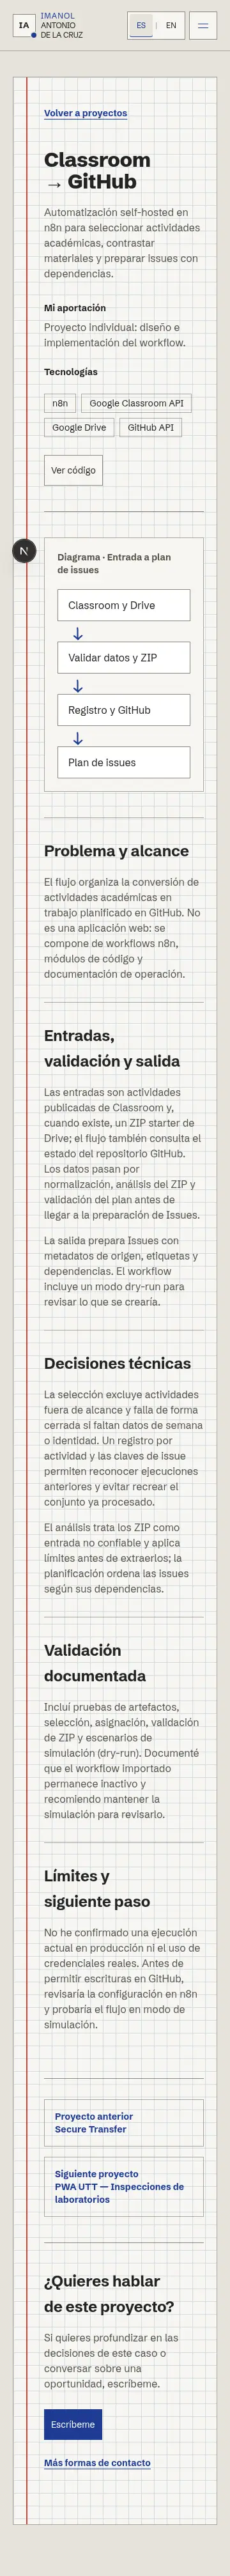 IA
IMANOL
ANTONIO
DE LA CRUZ
ES | EN
Volver a proyectos
Classroom
→ GitHub
Automatización self-hosted en
n8n para seleccionar actividades
académicas, contrastar
materiales y preparar issues con
dependencias.
Mi aportación
Proyecto individual: diseño e
implementación del workflow.
Tecnologías
n8n
Google Classroom API
Google Drive
GitHub API
Ver código
N
Diagrama · Entrada a plan
de issues
Classroom y Drive
↓
Validar datos y ZIP
↓
Registro y GitHub
↓
Plan de issues
Problema y alcance
El flujo organiza la conversión de
actividades académicas en
trabajo planificado en GitHub. No
es una aplicación web: se
compone de workflows n8n,
módulos de código y
documentación de operación.
Entradas,
validación y salida
Las entradas son actividades
publicadas de Classroom y,
cuando existe, un ZIP starter de
Drive; el flujo también consulta el
estado del repositorio GitHub.
Los datos pasan por
normalización, análisis del ZIP y
validación del plan antes de
llegar a la preparación de Issues.
La salida prepara Issues con
metadatos de origen, etiquetas y
dependencias. El workflow
incluye un modo dry-run para
revisar lo que se crearía.
Decisiones técnicas
La selección excluye actividades
fuera de alcance y falla de forma
cerrada si faltan datos de semana
o identidad. Un registro por
actividad y las claves de issue
permiten reconocer ejecuciones
anteriores y evitar recrear el
conjunto ya procesado.
El análisis trata los ZIP como
entrada no confiable y aplica
límites antes de extraerlos; la
planificación ordena las issues
según sus dependencias.
Validación
documentada
Incluí pruebas de artefactos,
selección, asignación, validación
de ZIP y escenarios de
simulación (dry-run). Documenté
que el workflow importado
permanece inactivo y
recomiendo mantener la
simulación para revisarlo.
Límites y
siguiente paso
No he confirmado una ejecución
actual en producción ni el uso de
credenciales reales. Antes de
permitir escrituras en GitHub,
revisaría la configuración en n8n
y probaría el flujo en modo de
simulación.
Proyecto anterior
Secure Transfer
Siguiente proyecto
PWA UTT — Inspecciones de
laboratorios
¿Quieres hablar
de este proyecto?
Si quieres profundizar en las
decisiones de este caso o
conversar sobre una
oportunidad, escríbeme.
Escríbeme
Más formas de contacto